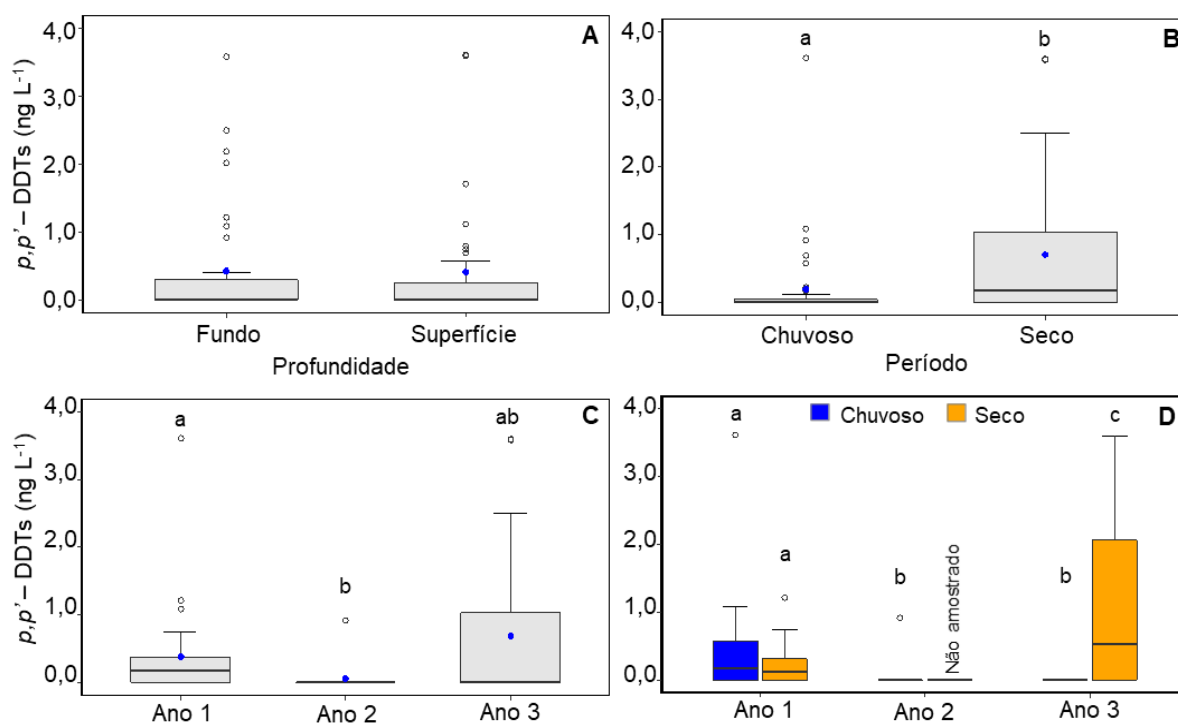 A
p,p’ – DDTs (ng L-1)
4,0
3,0
2,0
1,0
0,0
Fundo
Superfície
Profundidade
B
a
b
4,0
3,0
2,0
1,0
0,0
Chuvoso
Seco
Período
C
a
b
ab
p,p’ – DDTs (ng L-1)
4,0
3,0
2,0
1,0
0,0
Ano 1
Ano 2
Ano 3
D
Chuvoso
Seco
a
a
b
Não amostrado
b
c
4,0
3,0
2,0
1,0
0,0
Ano 1
Ano 2
Ano 3